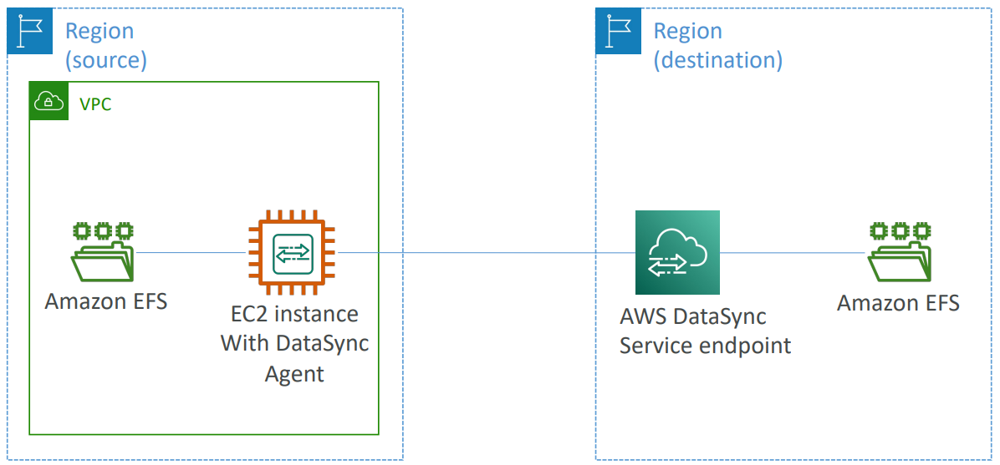 Region
(source)
VPC
Amazon EFS
EC2 instance
With DataSync
Agent
Region
(destination)
AWS DataSync
Service endpoint
Amazon EFS